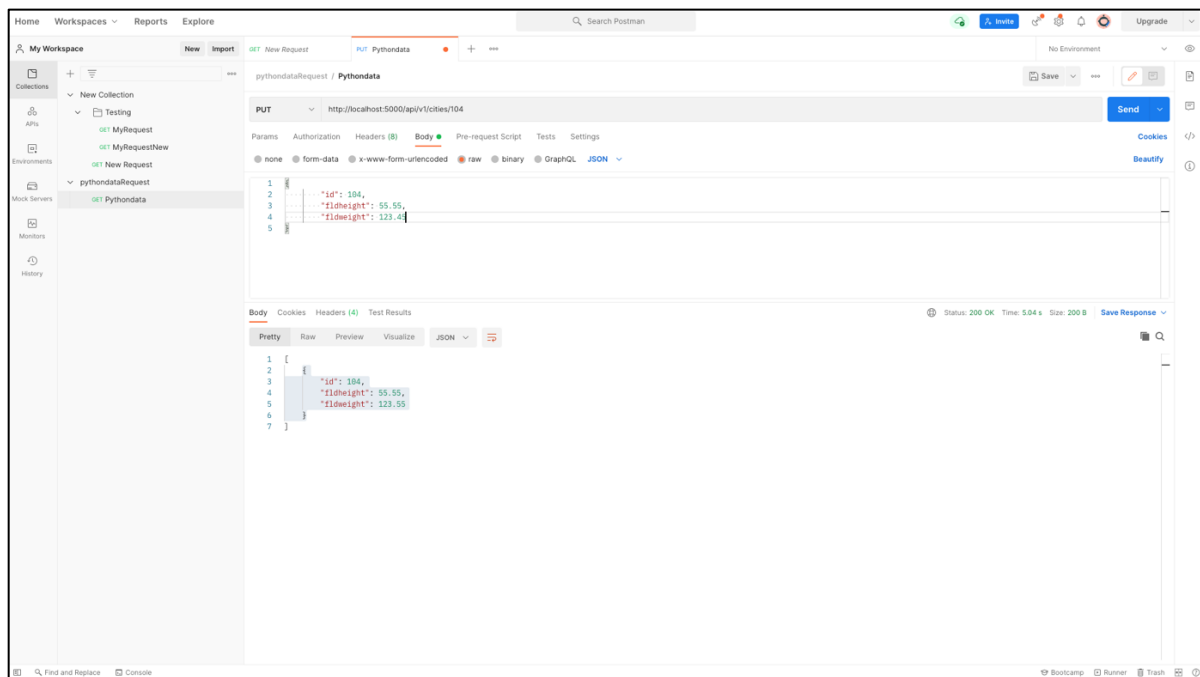 Home Workspaces Reports Explore Search Postman Invite Upgrade
My Workspace New Import GET New Request PUT Pythondata No Environment
Collections
APIs
Environments
Mock Servers
Monitors
History
New Collection
Testing
GET MyRequest
GET MyRequestNew
GET New Request
pythondataRequest
GET Pythondata
pythondataRequest / Pythondata Save
PUT http://localhost:5000/api/v1/cities/104 Send
Params Authorization Headers (8) Body Pre-request Script Tests Settings Cookies
none form-data x-www-form-urlencoded raw binary GraphQL JSON Beautify
1 {
2 "id": 104,
3 "fldheight": 55.55,
4 "fldweight": 123.45
5 }
Body Cookies Headers (4) Test Results Status: 200 OK Time: 5.04 s Size: 200 B Save Response
Pretty Raw Preview Visualize JSON
1 [
2 {
3 "id": 104,
4 "fldheight": 55.55,
5 "fldweight": 123.55
6 }
7 ]
Find and Replace Console Bootcamp Runner Trash